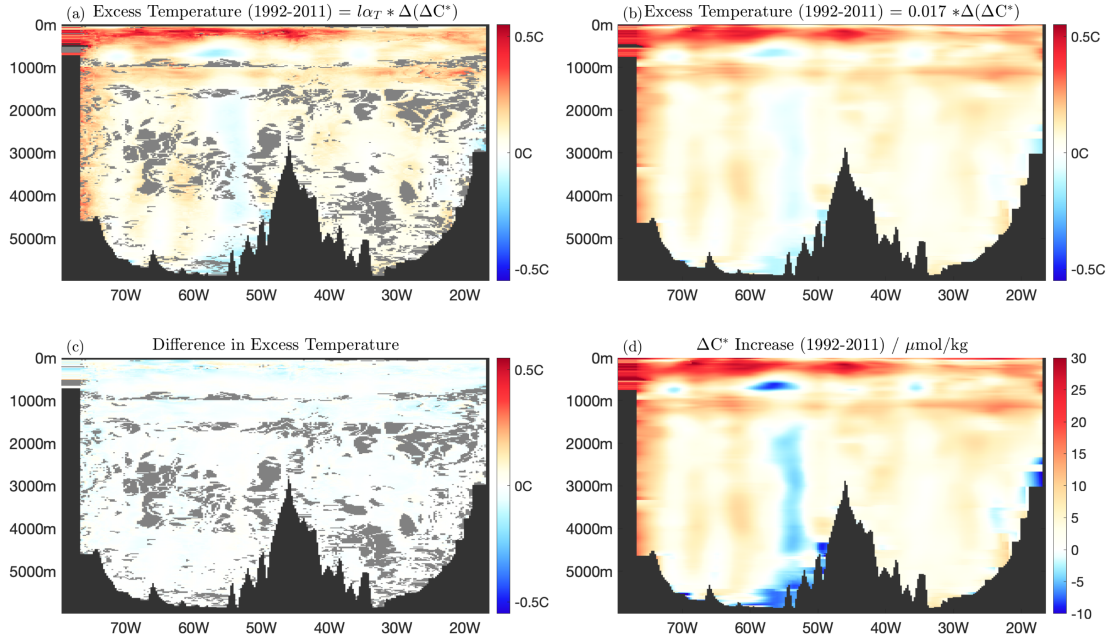 (a) Excess Temperature (1992-2011) = lα_T * Δ(ΔC*)
0m
1000m
2000m
3000m
4000m
5000m
70W 60W 50W 40W 30W 20W
0.5C
0C
-0.5C
(b) Excess Temperature (1992-2011) = 0.017 *Δ(ΔC*)
0m
1000m
2000m
3000m
4000m
5000m
70W 60W 50W 40W 30W 20W
0.5C
0C
-0.5C
(c) Difference in Excess Temperature
0m
1000m
2000m
3000m
4000m
5000m
70W 60W 50W 40W 30W 20W
0.5C
0C
-0.5C
(d) ΔC* Increase (1992-2011) / μmol/kg
0m
1000m
2000m
3000m
4000m
5000m
70W 60W 50W 40W 30W 20W
30
25
20
15
10
5
0
-5
-10